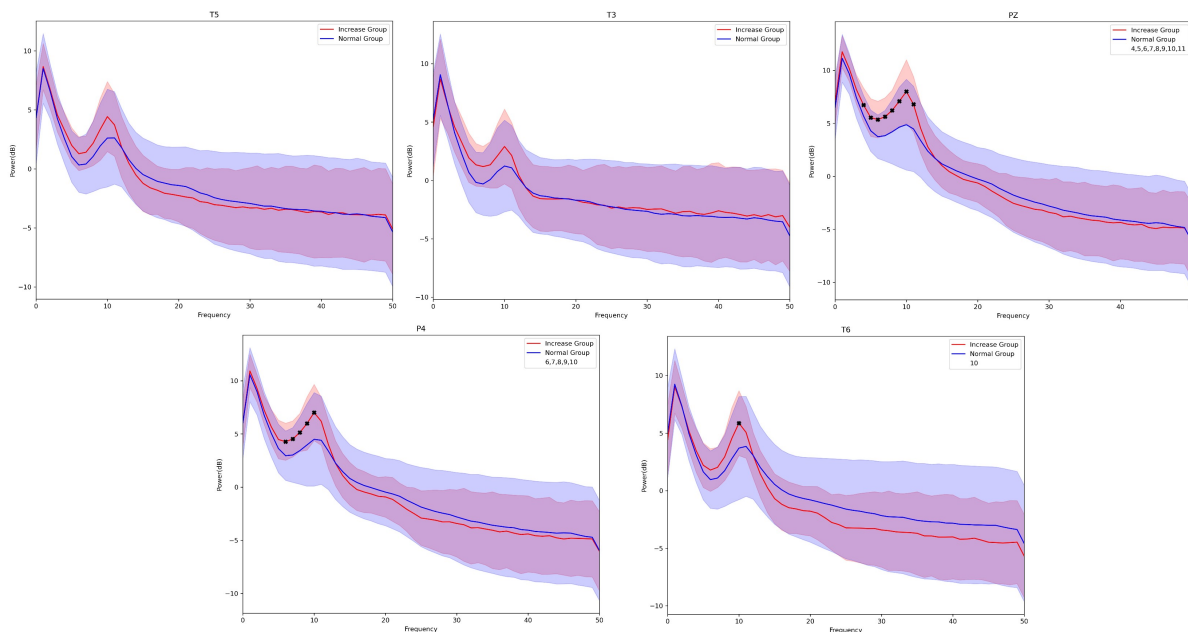 T5
Increase Group
Normal Group
Power(dB)
10
5
0
−5
−10
0
10
20
30
40
50
Frequency
T3
Increase Group
Normal Group
Power(dB)
10
5
0
−5
−10
0
10
20
30
40
50
Frequency
PZ
Increase Group
Normal Group
4,5,6,7,8,9,10,11
Power(dB)
10
5
0
−5
−10
0
10
20
30
40
Frequency
P4
Increase Group
Normal Group
6,7,8,9,10
Power(dB)
10
5
0
−5
−10
0
10
20
30
40
50
Frequency
T6
Increase Group
Normal Group
10
Power(dB)
10
5
0
−5
−10
0
10
20
30
40
50
Frequency